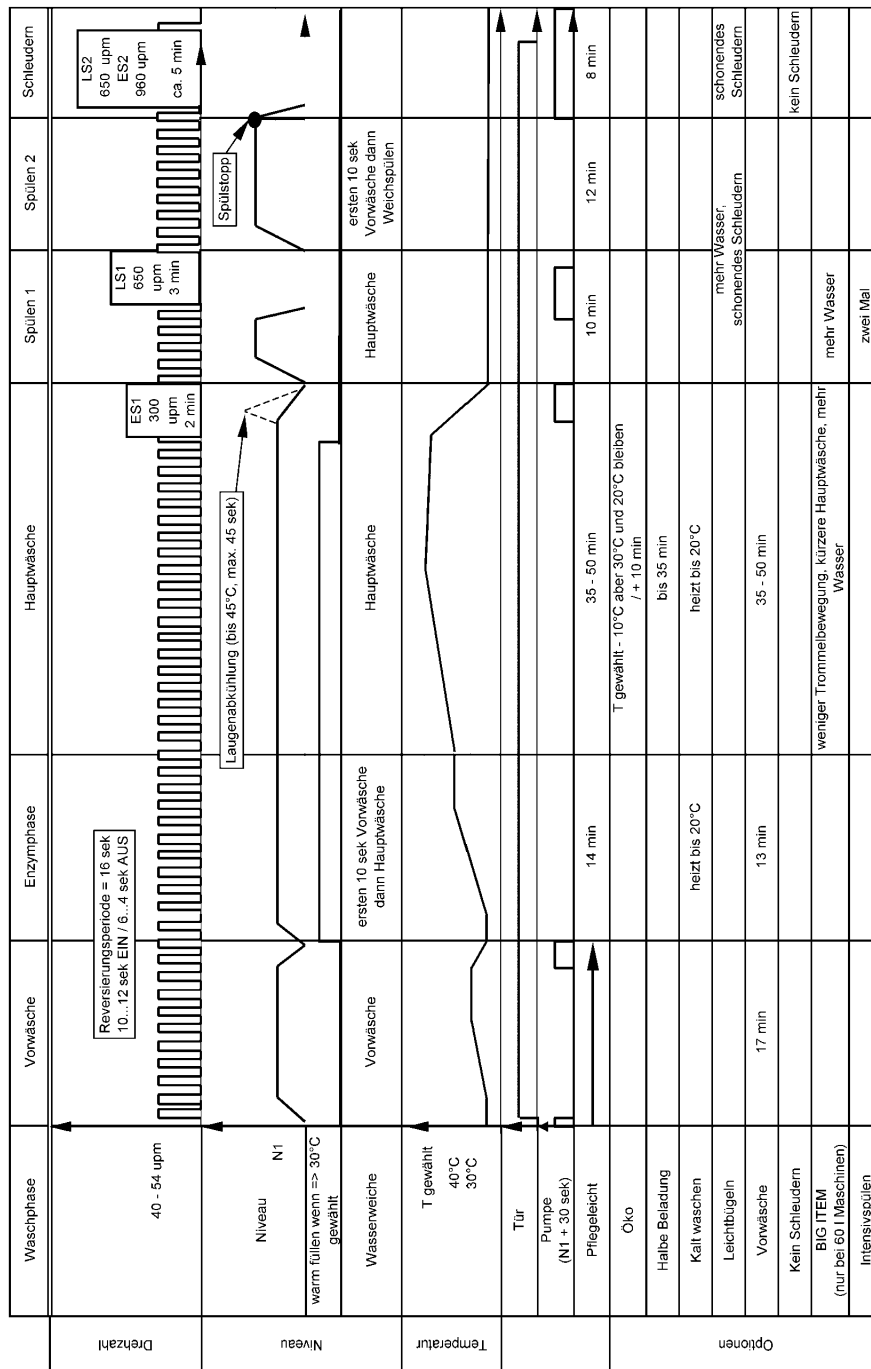 Waschphase
Vorwäsche
Enzymphase
Hauptwäsche
Spülen 1
Spülen 2
Schleudern
Drehzahl
40 - 54 upm
Reversierungsperiode = 16 sek
10...12 sek EIN / 6...4 sek AUS
ES1
300
upm
2 min
LS1
650
upm
3 min
LS2
650 upm
ES2
960 upm
ca. 5 min
Niveau
Niveau
N1
Laugenabkühlung (bis 45°C, max. 45 sek)
Spülstopp
warm füllen wenn => 30°C
gewählt
Wasserweiche
Vorwäsche
ersten 10 sek Vorwäsche
dann Hauptwäsche
Hauptwäsche
Hauptwäsche
ersten 10 sek
Vorwäsche dann
Weichspülen
Temperatur
T gewählt
40°C
30°C
Tür
Pumpe
(N1 + 30 sek)
Pflegeleicht
14 min
35 - 50 min
10 min
12 min
8 min
Optionen
Öko
T gewählt - 10°C aber 30°C und 20°C bleiben
/ + 10 min
Halbe Beladung
bis 35 min
Kalt waschen
heizt bis 20°C
heizt bis 20°C
Leichtbügeln
mehr Wasser,
schonendes Schleudern
schonendes
Schleudern
Vorwäsche
17 min
13 min
35 - 50 min
Kein Schleudern
kein Schleudern
BIG ITEM
(nur bei 60 l Maschinen)
weniger Trommelbewegung, kürzere Hauptwäsche, mehr
Wasser
mehr Wasser
Intensivspülen
zwei Mal